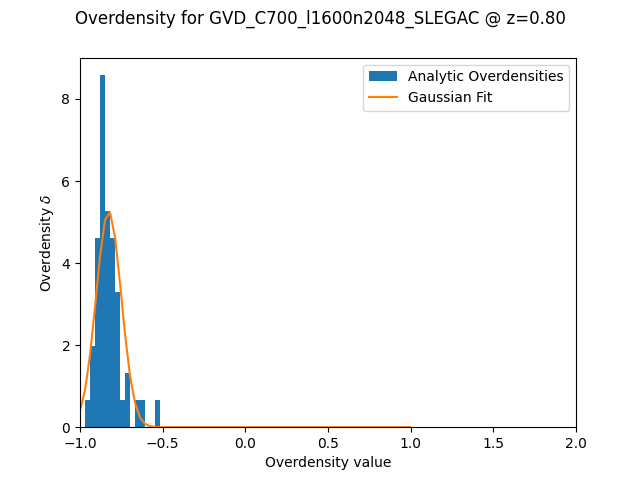 Overdensity for GVD_C700_l1600n2048_SLEGAC @ z=0.80
Analytic Overdensities
Gaussian Fit
Overdensity δ
8
6
4
2
0
−1.0 −0.5 0.0 0.5 1.0 1.5 2.0
Overdensity value